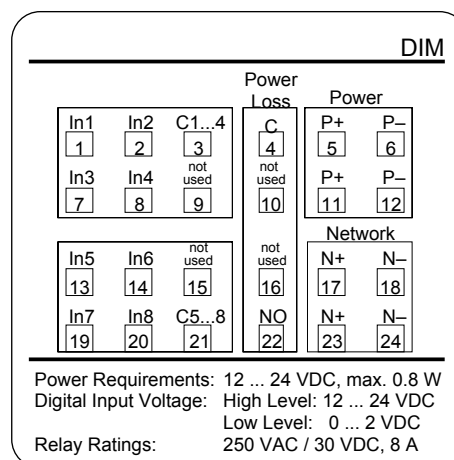 DIM
Power
Loss Power
In1 In2 C1...4 C P+ P–
1 2 3 4 5 6
In3 In4 not used not used P+ P–
7 8 9 10 11 12
Network
In5 In6 not used not used N+ N–
13 14 15 16 17 18
In7 In8 C5...8 NO N+ N–
19 20 21 22 23 24
Power Requirements: 12 ... 24 VDC, max. 0.8 W
Digital Input Voltage: High Level: 12 ... 24 VDC
Low Level: 0 ... 2 VDC
Relay Ratings: 250 VAC / 30 VDC, 8 A